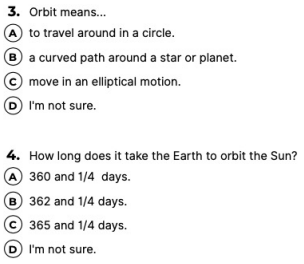 3. Orbit means...
A to travel around in a circle.
B a curved path around a star or planet.
C move in an elliptical motion.
D I'm not sure.
4. How long does it take the Earth to orbit the Sun?
A 360 and 1/4 days.
B 362 and 1/4 days.
C 365 and 1/4 days.
D I'm not sure.